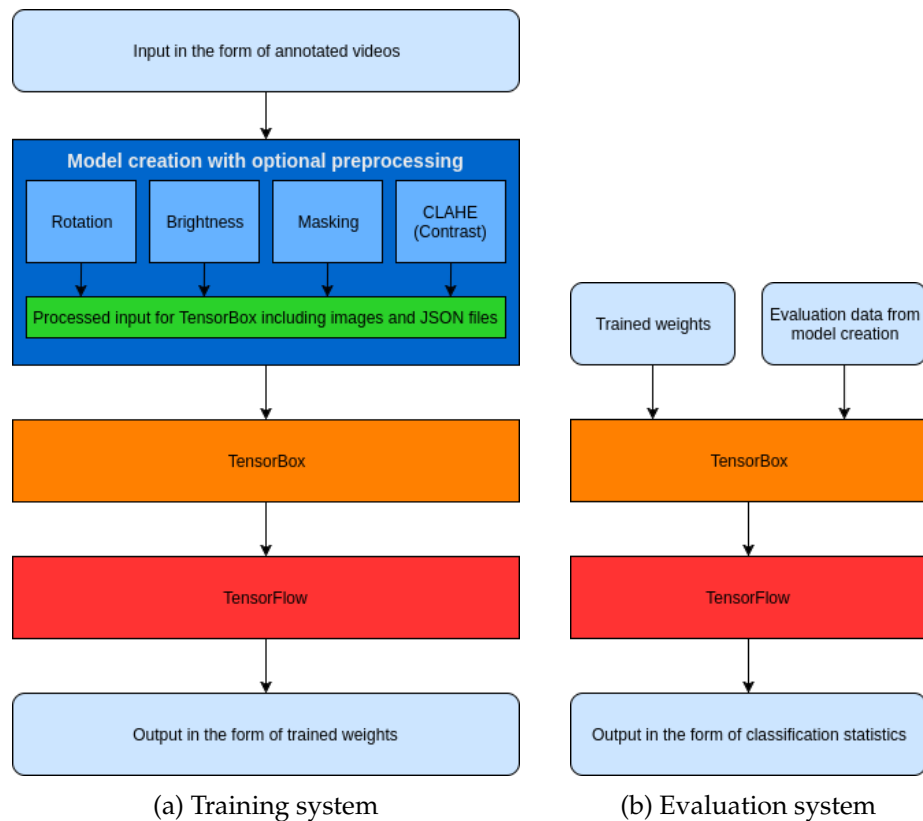 Input in the form of annotated videos
Model creation with optional preprocessing
Rotation
Brightness
Masking
CLAHE
(Contrast)
Processed input for TensorBox including images and JSON files
TensorBox
TensorFlow
Output in the form of trained weights
(a) Training system
Trained weights
Evaluation data from
model creation
TensorBox
TensorFlow
Output in the form of classification statistics
(b) Evaluation system